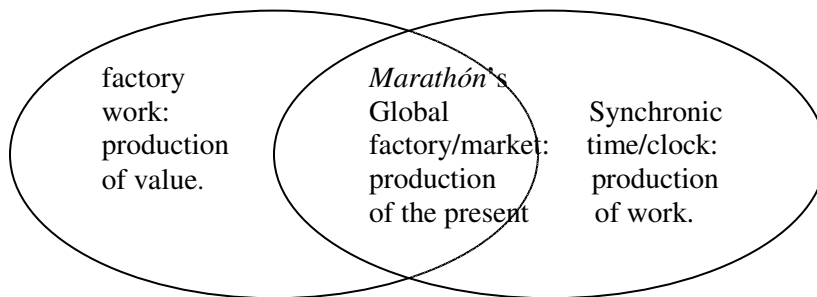 factory
work:
production
of value.
Marathón's
Global
factory/market:
production
of the present
Synchronic
time/clock:
production
of work.